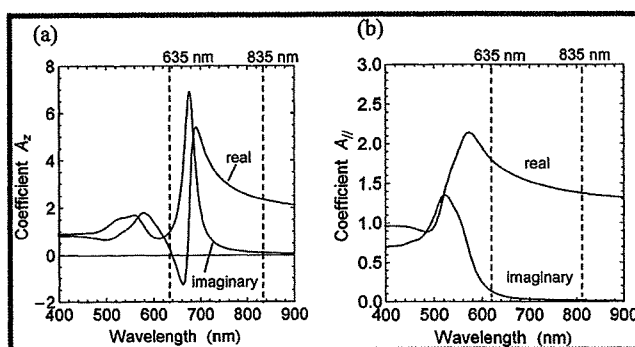 (a)
635 nm 835 nm
8
6
4
2
0
−2
Coefficient A_z
real
imaginary
400 500 600 700 800 900
Wavelength (nm)
(b)
635 nm 835 nm
3.0
2.5
2.0
1.5
1.0
0.5
0.0
Coefficient A_//
real
imaginary
400 500 600 700 800 900
Wavelength (nm)